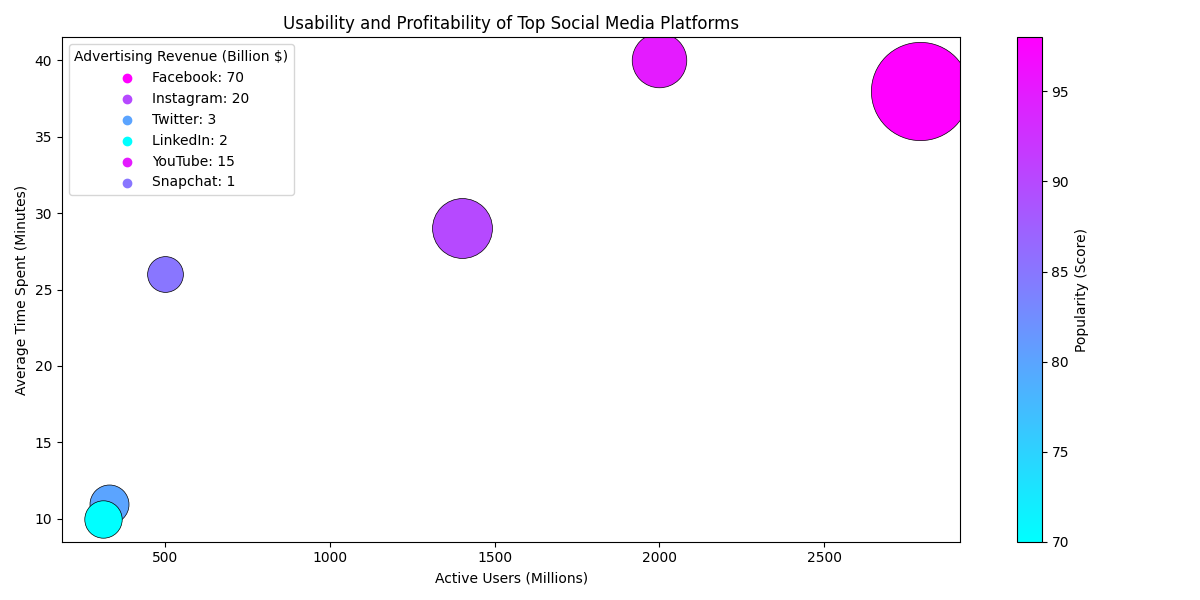 Usability and Profitability of Top Social Media Platforms
Advertising Revenue (Billion $)
Facebook: 70
Instagram: 20
Twitter: 3
LinkedIn: 2
YouTube: 15
Snapchat: 1
Average Time Spent (Minutes)
40
35
30
25
20
15
10
500
1000
1500
2000
2500
Active Users (Millions)
95
90
85
80
75
70
Popularity (Score)